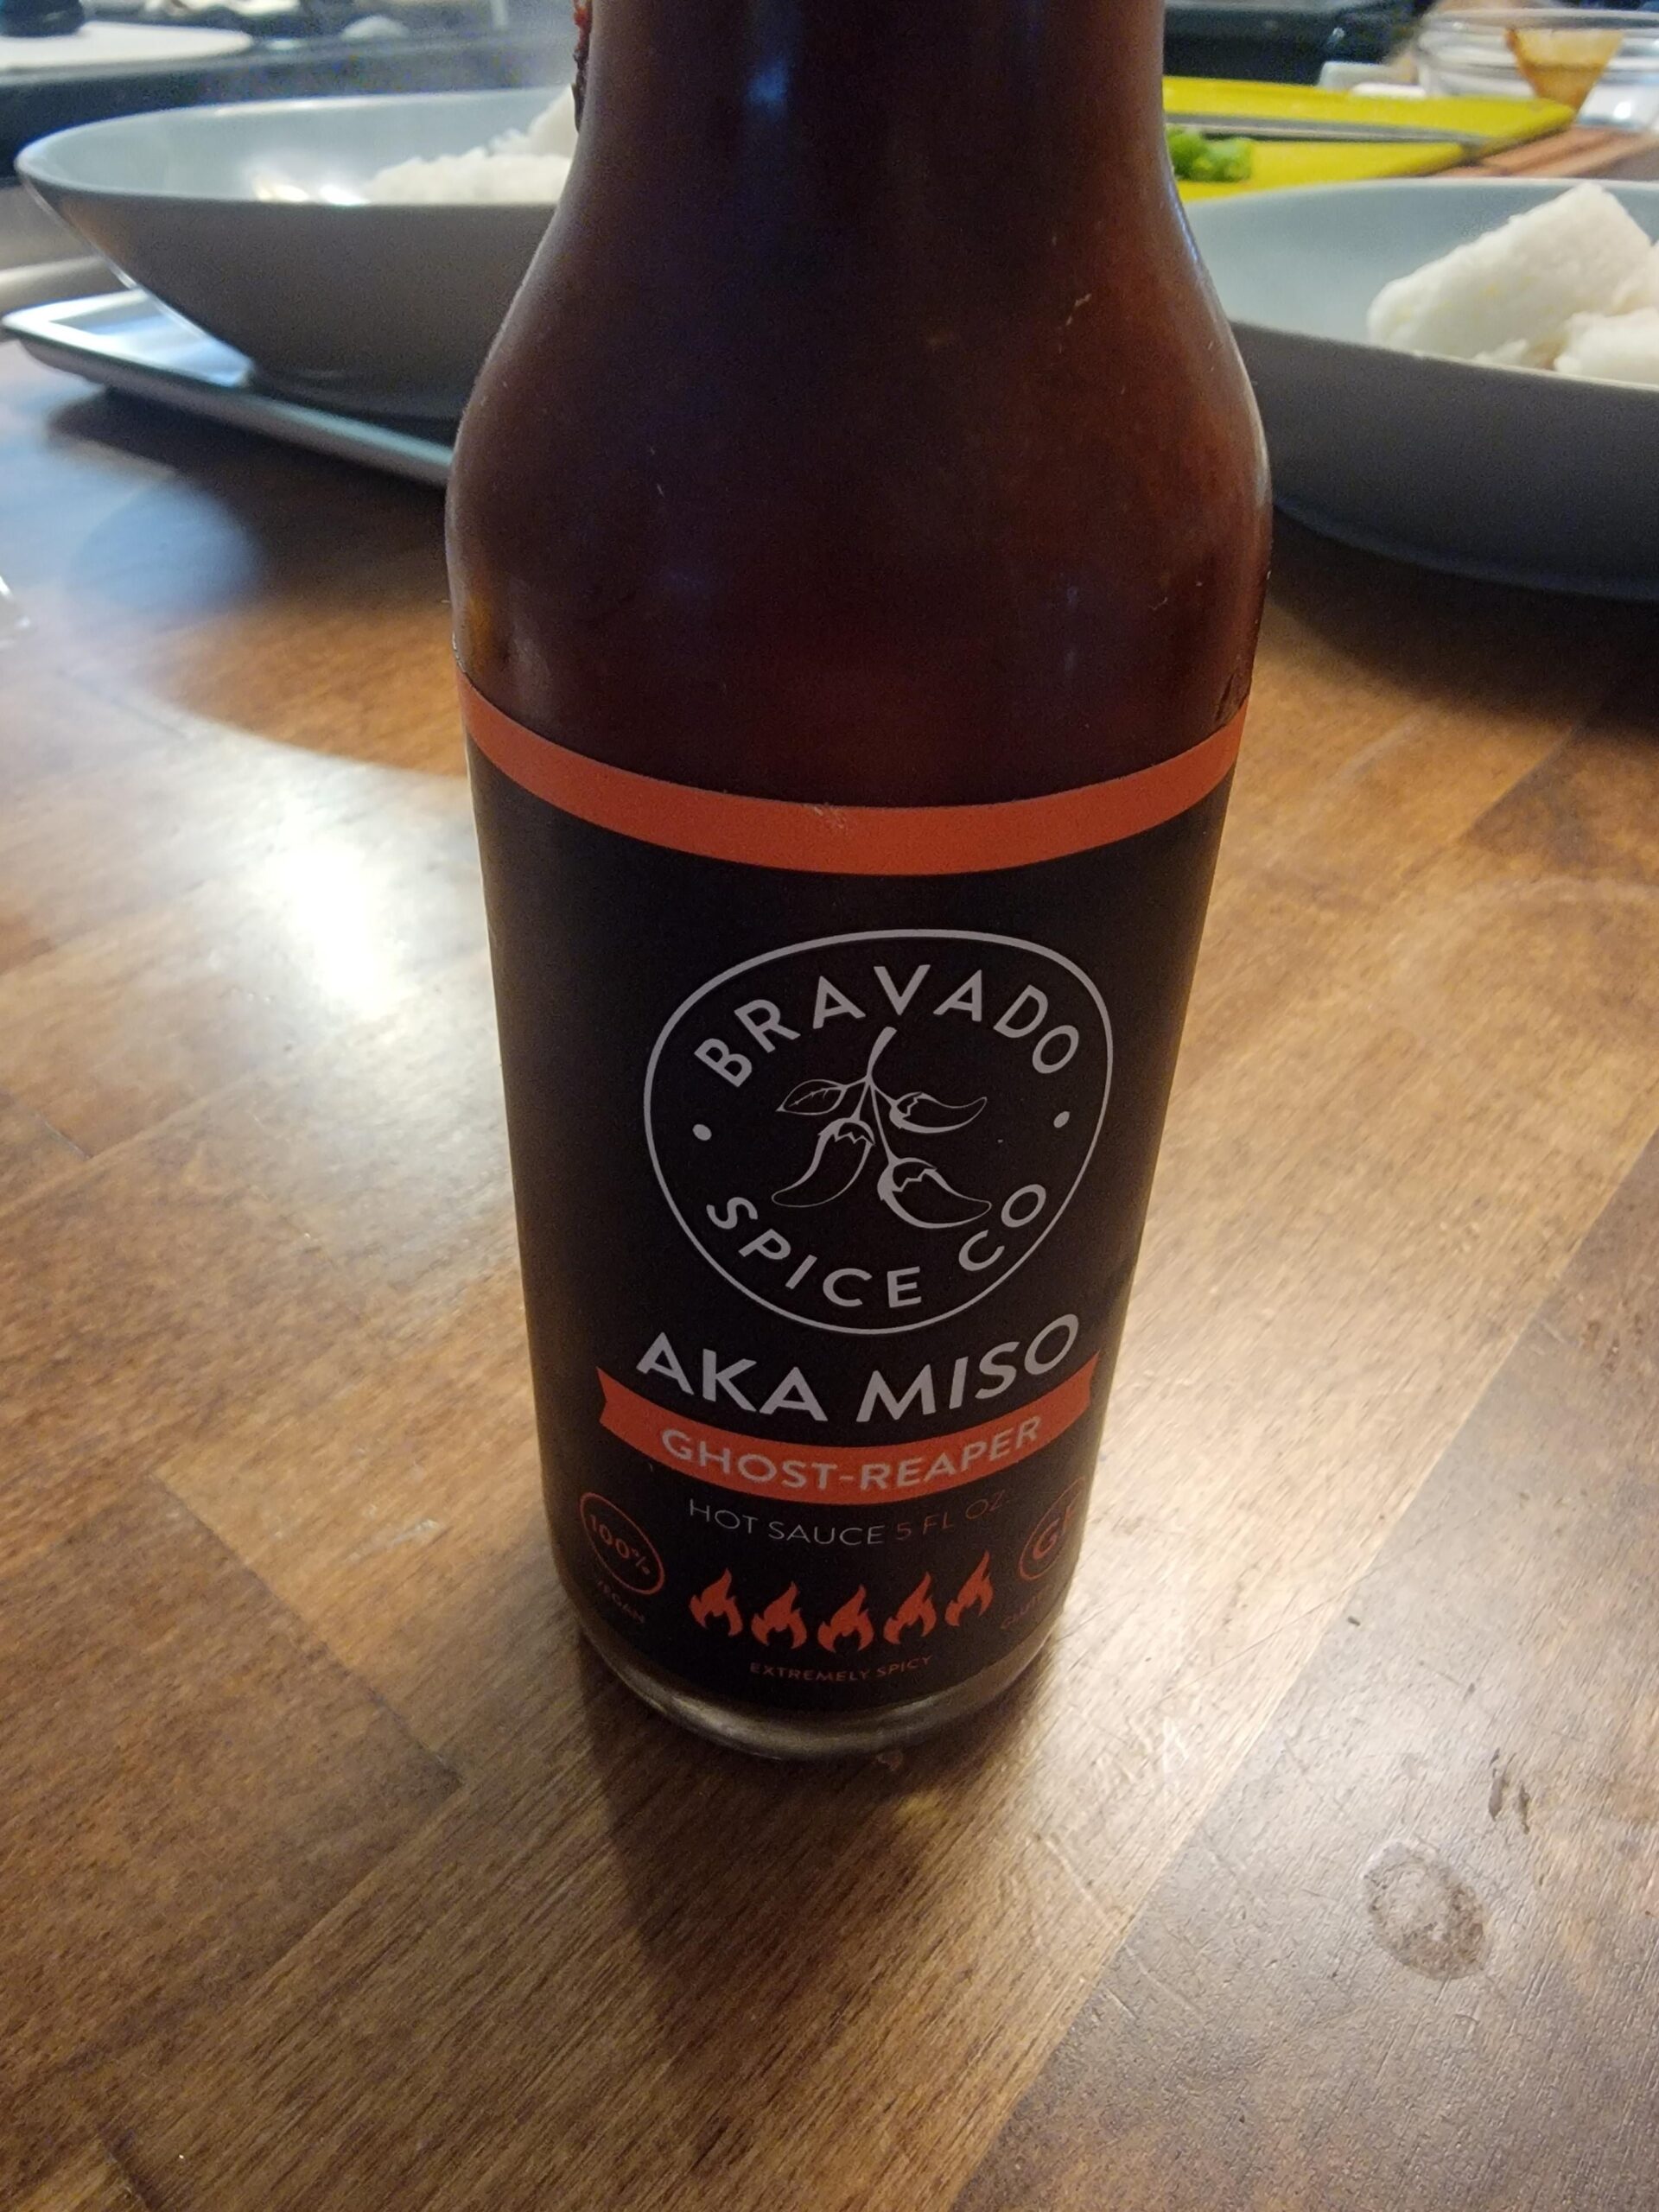 BRAVADO
SPICE CO
AKA MISO
GHOST-REAPER
HOT SAUCE 5 FL OZ
100%
VEGAN
EXTREMELY SPICY